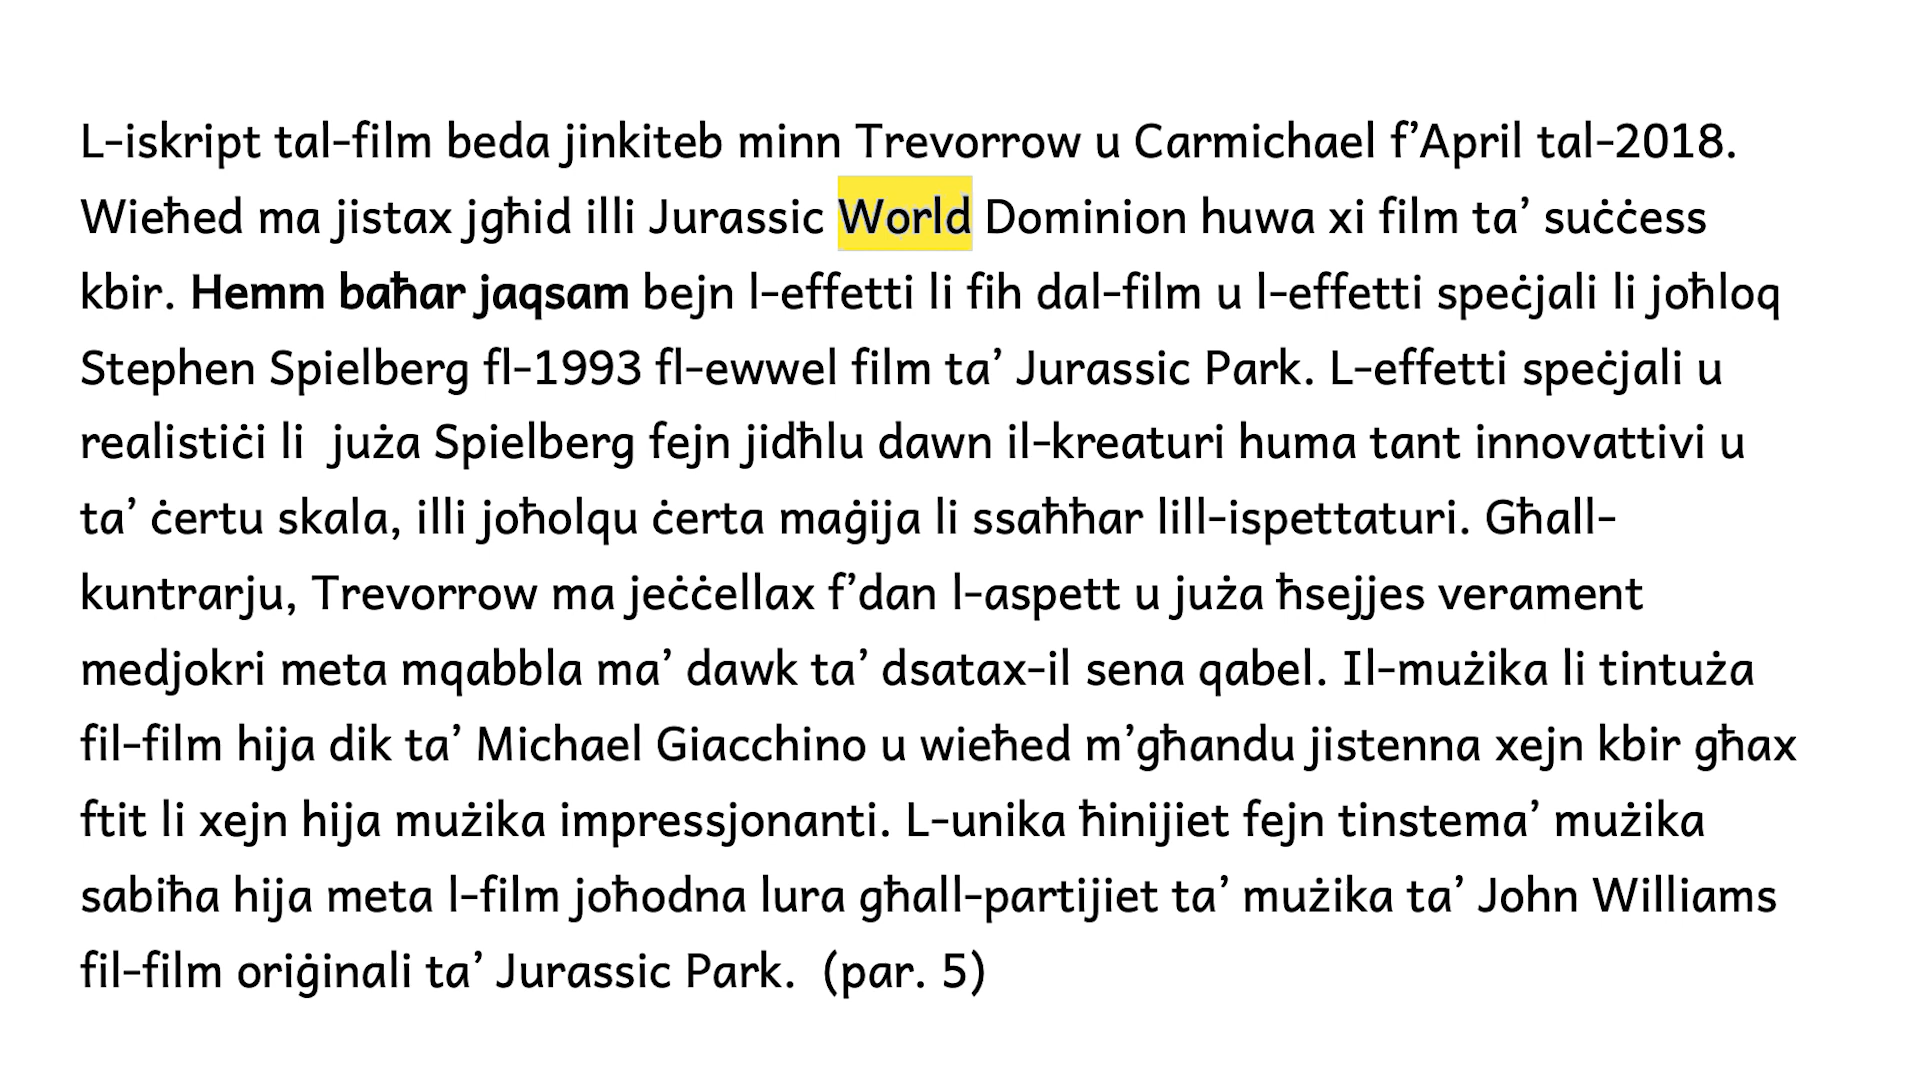 L-iskript tal-film beda jinkiteb minn Trevorrow u Carmichael f’April tal-2018.
Wieħed ma jistax jgħid illi Jurassic World Dominion huwa xi film ta’ suċċess
kbir. Hemm baħar jaqsam bejn l-effetti li fih dal-film u l-effetti speċjali li joħloq
Stephen Spielberg fl-1993 fl-ewwel film ta’ Jurassic Park. L-effetti speċjali u
realistiċi li  juża Spielberg fejn jidħlu dawn il-kreaturi huma tant innovattivi u
ta’ ċertu skala, illi joħolqu ċerta maġija li ssaħħar lill-ispettaturi. Għall-
kuntrarju, Trevorrow ma jeċċellax f’dan l-aspett u juża ħsejjes verament
medjokri meta mqabbla ma’ dawk ta’ dsatax-il sena qabel. Il-mużika li tintuża
fil-film hija dik ta’ Michael Giacchino u wieħed m’għandu jistenna xejn kbir għax
ftit li xejn hija mużika impressjonanti. L-unika ħinijiet fejn tinstema’ mużika
sabiħa hija meta l-film joħodna lura għall-partijiet ta’ mużika ta’ John Williams
fil-film oriġinali ta’ Jurassic Park.  (par. 5)